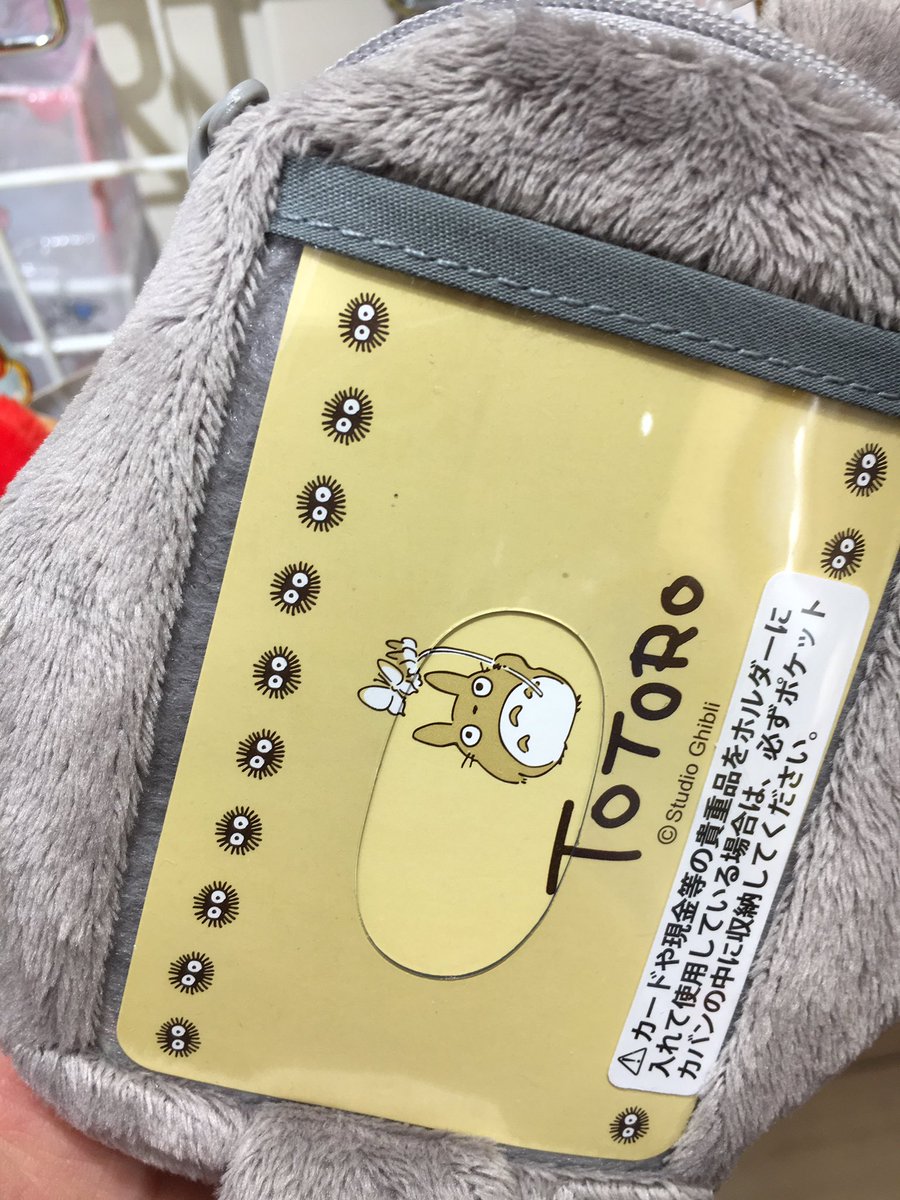 TOTORO
©Studio Ghibli
⚠カードや現金等の貴重品をホルダーに
入れて使用している場合は、必ずポケット
カバンの中に収納してください。